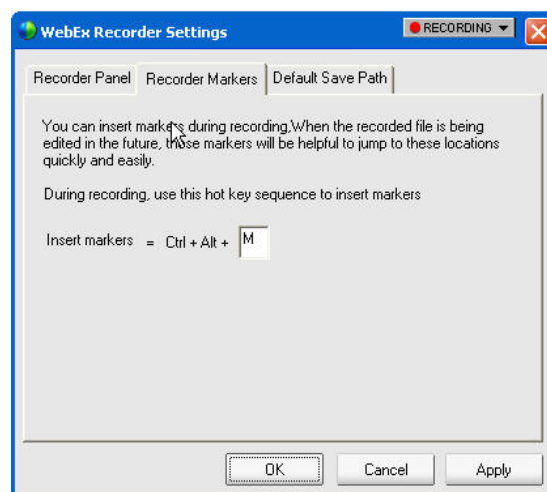 WebEx Recorder Settings
RECORDING
Recorder Panel
Recorder Markers
Default Save Path
You can insert markers during recording,When the recorded file is being
edited in the future, those markers will be helpful to jump to these locations
quickly and easily.
During recording, use this hot key sequence to insert markers
Insert markers = Ctrl + Alt + M
OK
Cancel
Apply